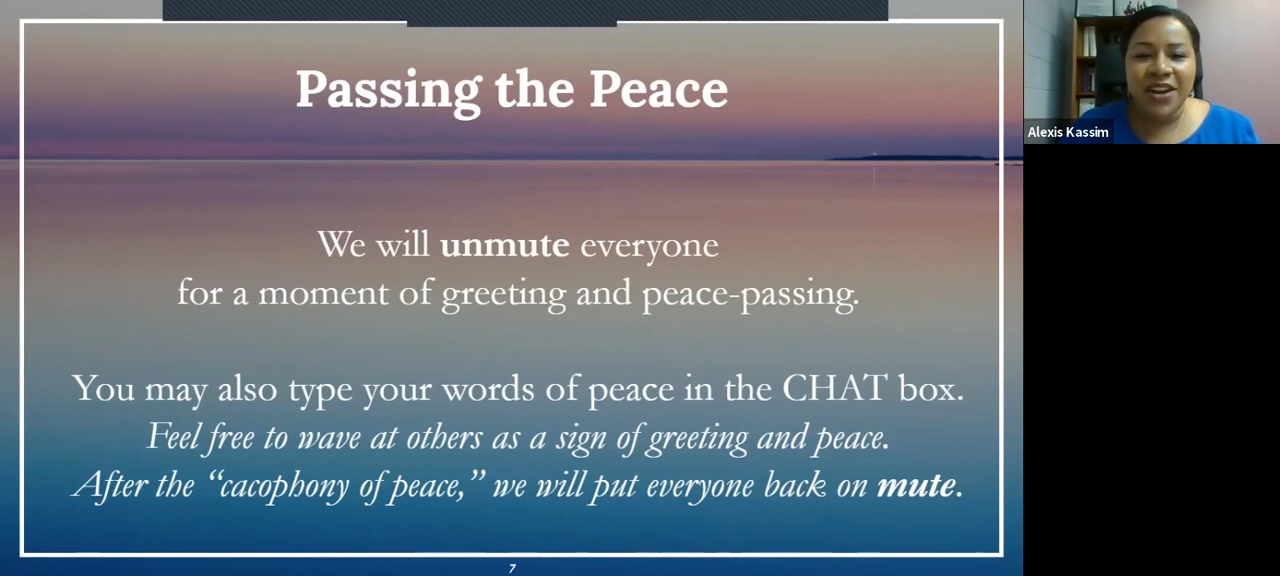 Passing the Peace
We will unmute everyone
for a moment of greeting and peace-passing.
You may also type your words of peace in the CHAT box.
Feel free to wave at others as a sign of greeting and peace.
After the “cacophony of peace,” we will put everyone back on mute.
7
Alexis Kassim